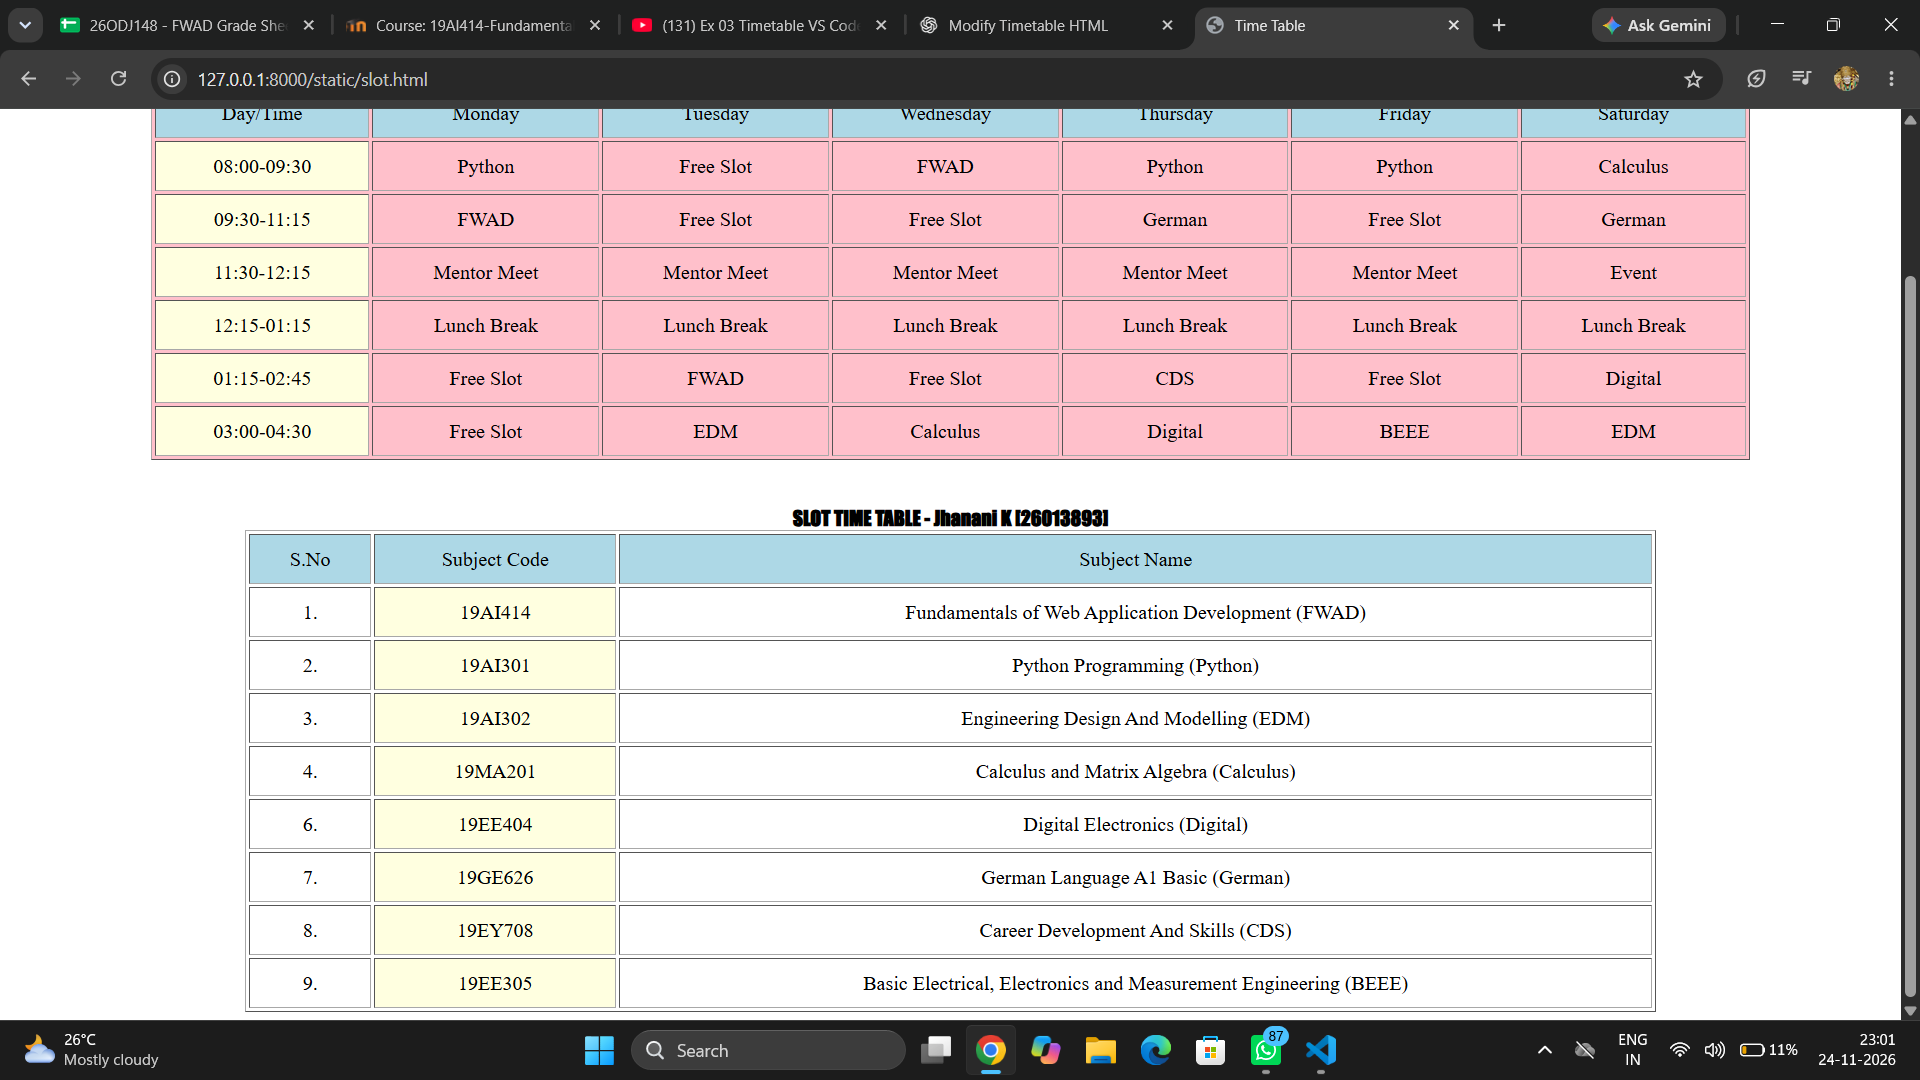 26ODJ148 - FWAD Grade She
Course: 19AI414-Fundamenta
(131) Ex 03 Timetable VS Cod
Modify Timetable HTML
Time Table
Ask Gemini
127.0.0.1:8000/static/slot.html
Day/Time Monday Tuesday Wednesday Thursday Friday Saturday
08:00-09:30 Python Free Slot FWAD Python Python Calculus
09:30-11:15 FWAD Free Slot Free Slot German Free Slot German
11:30-12:15 Mentor Meet Mentor Meet Mentor Meet Mentor Meet Mentor Meet Event
12:15-01:15 Lunch Break Lunch Break Lunch Break Lunch Break Lunch Break Lunch Break
01:15-02:45 Free Slot FWAD Free Slot CDS Free Slot Digital
03:00-04:30 Free Slot EDM Calculus Digital BEEE EDM
SLOT TIME TABLE - Jhanani K [26013893]
S.No Subject Code Subject Name
1. 19AI414 Fundamentals of Web Application Development (FWAD)
2. 19AI301 Python Programming (Python)
3. 19AI302 Engineering Design And Modelling (EDM)
4. 19MA201 Calculus and Matrix Algebra (Calculus)
6. 19EE404 Digital Electronics (Digital)
7. 19GE626 German Language A1 Basic (German)
8. 19EY708 Career Development And Skills (CDS)
9. 19EE305 Basic Electrical, Electronics and Measurement Engineering (BEEE)
26°C
Mostly cloudy
Search
87
ENG
IN
11%
23:01
24-11-2026